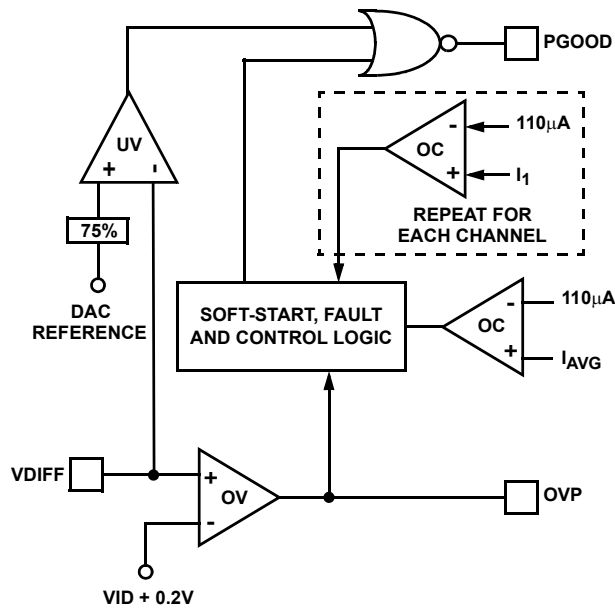 PGOOD
110µA
-
OC
+
I1
REPEAT FOR
EACH CHANNEL
UV
+
-
75%
DAC
REFERENCE
SOFT-START, FAULT
AND CONTROL LOGIC
110µA
-
OC
+
IAVG
VDIFF
+
OV
-
OVP
VID + 0.2V